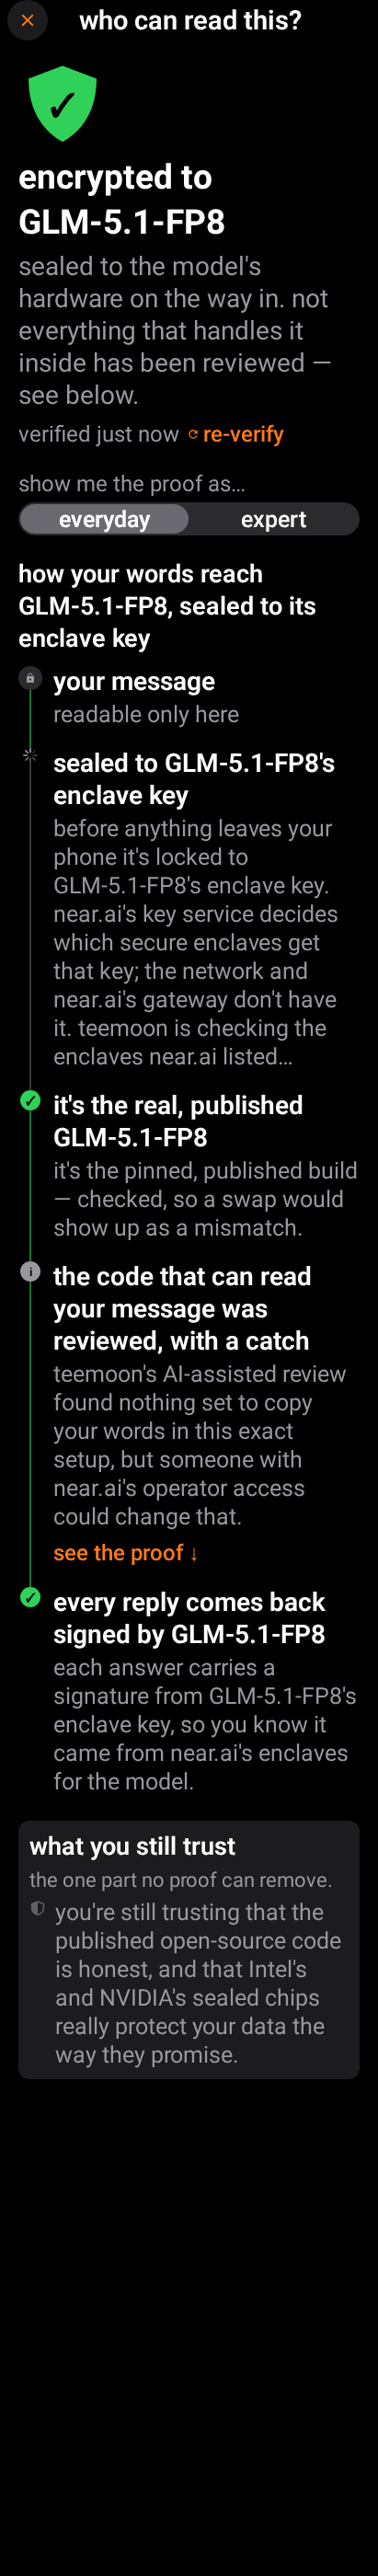 who can read this?
encrypted to
GLM-5.1-FP8
sealed to the model's
hardware on the way in. not
everything that handles it
inside has been reviewed —
see below.
verified just now re-verify
show me the proof as…
everyday expert
how your words reach
GLM-5.1-FP8, sealed to its
enclave key
your message
readable only here
sealed to GLM-5.1-FP8's
enclave key
before anything leaves your
phone it's locked to
GLM-5.1-FP8's enclave key.
near.ai's key service decides
which secure enclaves get
that key; the network and
near.ai's gateway don't have
it. teemoon is checking the
enclaves near.ai listed…
it's the real, published
GLM-5.1-FP8
it's the pinned, published build
— checked, so a swap would
show up as a mismatch.
the code that can read
your message was
reviewed, with a catch
teemoon's AI-assisted review
found nothing set to copy
your words in this exact
setup, but someone with
near.ai's operator access
could change that.
see the proof ↓
every reply comes back
signed by GLM-5.1-FP8
each answer carries a
signature from GLM-5.1-FP8's
enclave key, so you know it
came from near.ai's enclaves
for the model.
what you still trust
the one part no proof can remove.
you're still trusting that the
published open-source code
is honest, and that Intel's
and NVIDIA's sealed chips
really protect your data the
way they promise.